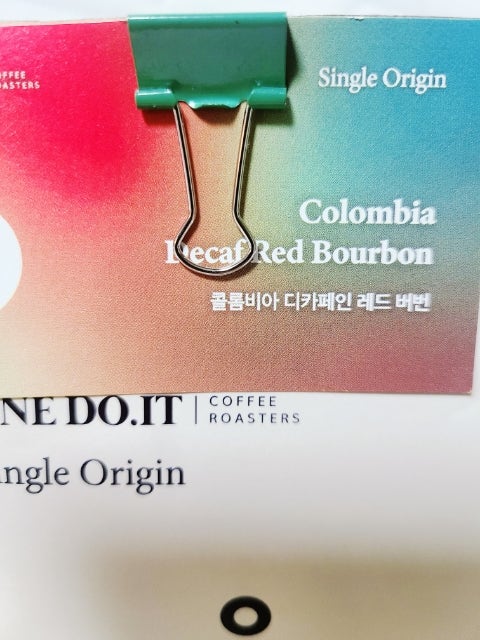 COFFEE
ROASTERS
Single Origin
Colombia
Decaf Red Bourbon
콜롬비아 디카페인 레드 버번
NE DO.IT
COFFEE
ROASTERS
ingle Origin